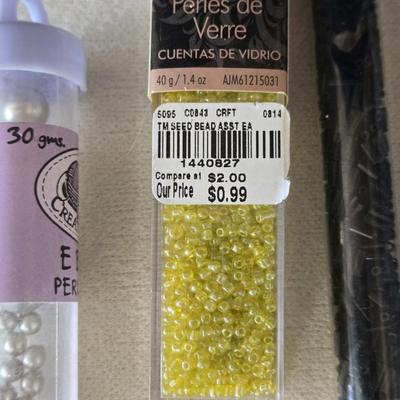 Perles de
Verre
CUENTAS DE VIDRIO
40 g / 1.4 oz AJM61215031
5095 C0843 CRFT 0814
TM SEED BEAD ASST EA
1440827
Compare at $2.00
Our Price $0.99
30 gms.